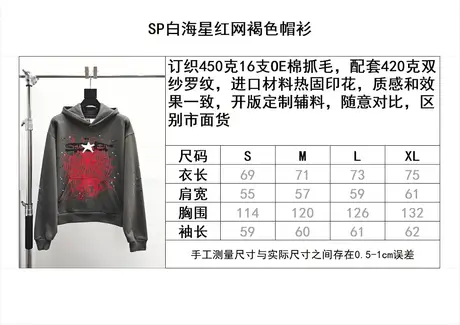 SP白海星红网褐色帽衫
订织450克16支OE棉抓毛，配套420克双
纱罗纹，进口材料热固印花，质感和效
果一致，开版定制辅料，随意对比，区
别市面货
尺码 S M L XL
衣长 69 71 73 75
肩宽 55 57 59 61
胸围 114 120 126 132
袖长 59 60 61 62
手工测量尺寸与实际尺寸之间存在0.5-1cm误差